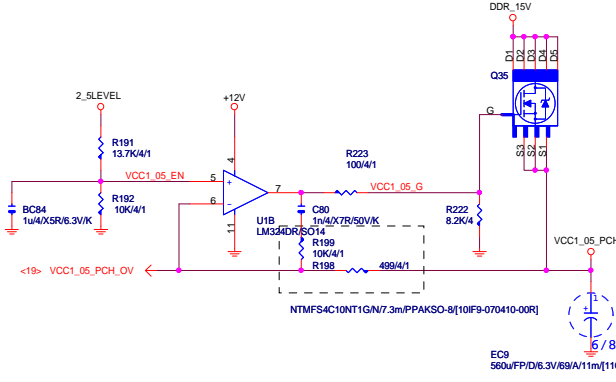 DDR_15V
D1 D2 D3 D4 D5
Q35
2_5LEVEL
+12V
G
R191
13.7K/4/1
4
R223
100/4/1
S3 S2 S1
VCC1_05_EN
5
+
7
VCC1_05_G
R192
10K/4/1
6
-
BC84
1u/4/X5R/6.3V/K
U1B
LM324DR/SO14
11
C80
1n/4/X7R/50V/K
R222
8.2K/4
R199
10K/4/1
VCC1_05_PCH
<19> VCC1_05_PCH_OV
R198
499/4/1
NTMFS4C10NT1G/N/7.3m/PPAKSO-8/[10IF9-070410-00R]
1
+
6/8
EC9
560u/FP/D/6.3V/69/A/11m/[110